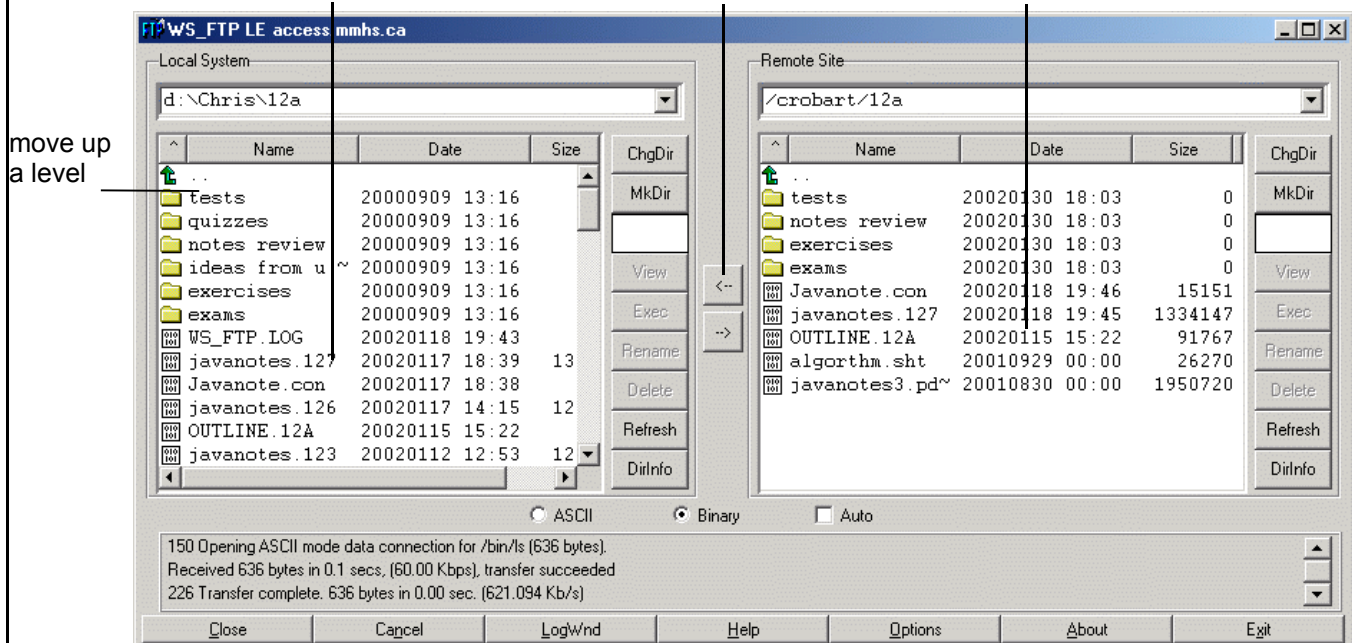 WS_FTP LE access mmhs.ca
Local System
d:\Chris\12a
move up
a level
^ Name Date Size
..
tests 20000909 13:16
quizzes 20000909 13:16
notes review 20000909 13:16
ideas from u ~ 20000909 13:16
exercises 20000909 13:16
exams 20000909 13:16
WS_FTP.LOG 20020118 19:43
javanotes.127 20020117 18:39 13
Javanote.con 20020117 18:38
javanotes.126 20020117 14:15 12
OUTLINE.12A 20020115 15:22
javanotes.123 20020112 12:53 12
ChgDir
MkDir
View
Exec
Rename
Delete
Refresh
DirInfo
<--
-->
Remote Site
/crobart/12a
^ Name Date Size
..
tests 20020130 18:03 0
notes review 20020130 18:03 0
exercises 20020130 18:03 0
exams 20020130 18:03 0
Javanote.con 20020118 19:46 15151
javanotes.127 20020118 19:45 1334147
OUTLINE.12A 20020115 15:22 91767
algorthm.sht 20010929 00:00 26270
javanotes3.pd~ 20010830 00:00 1950720
ChgDir
MkDir
View
Exec
Rename
Delete
Refresh
DirInfo
ASCII Binary Auto
150 Opening ASCII mode data connection for /bin/ls (636 bytes).
Received 636 bytes in 0.1 secs, (60.00 Kbps), transfer succeeded
226 Transfer complete. 636 bytes in 0.00 sec. (621.094 Kb/s)
Close Cancel LogWnd Help Options About Exit